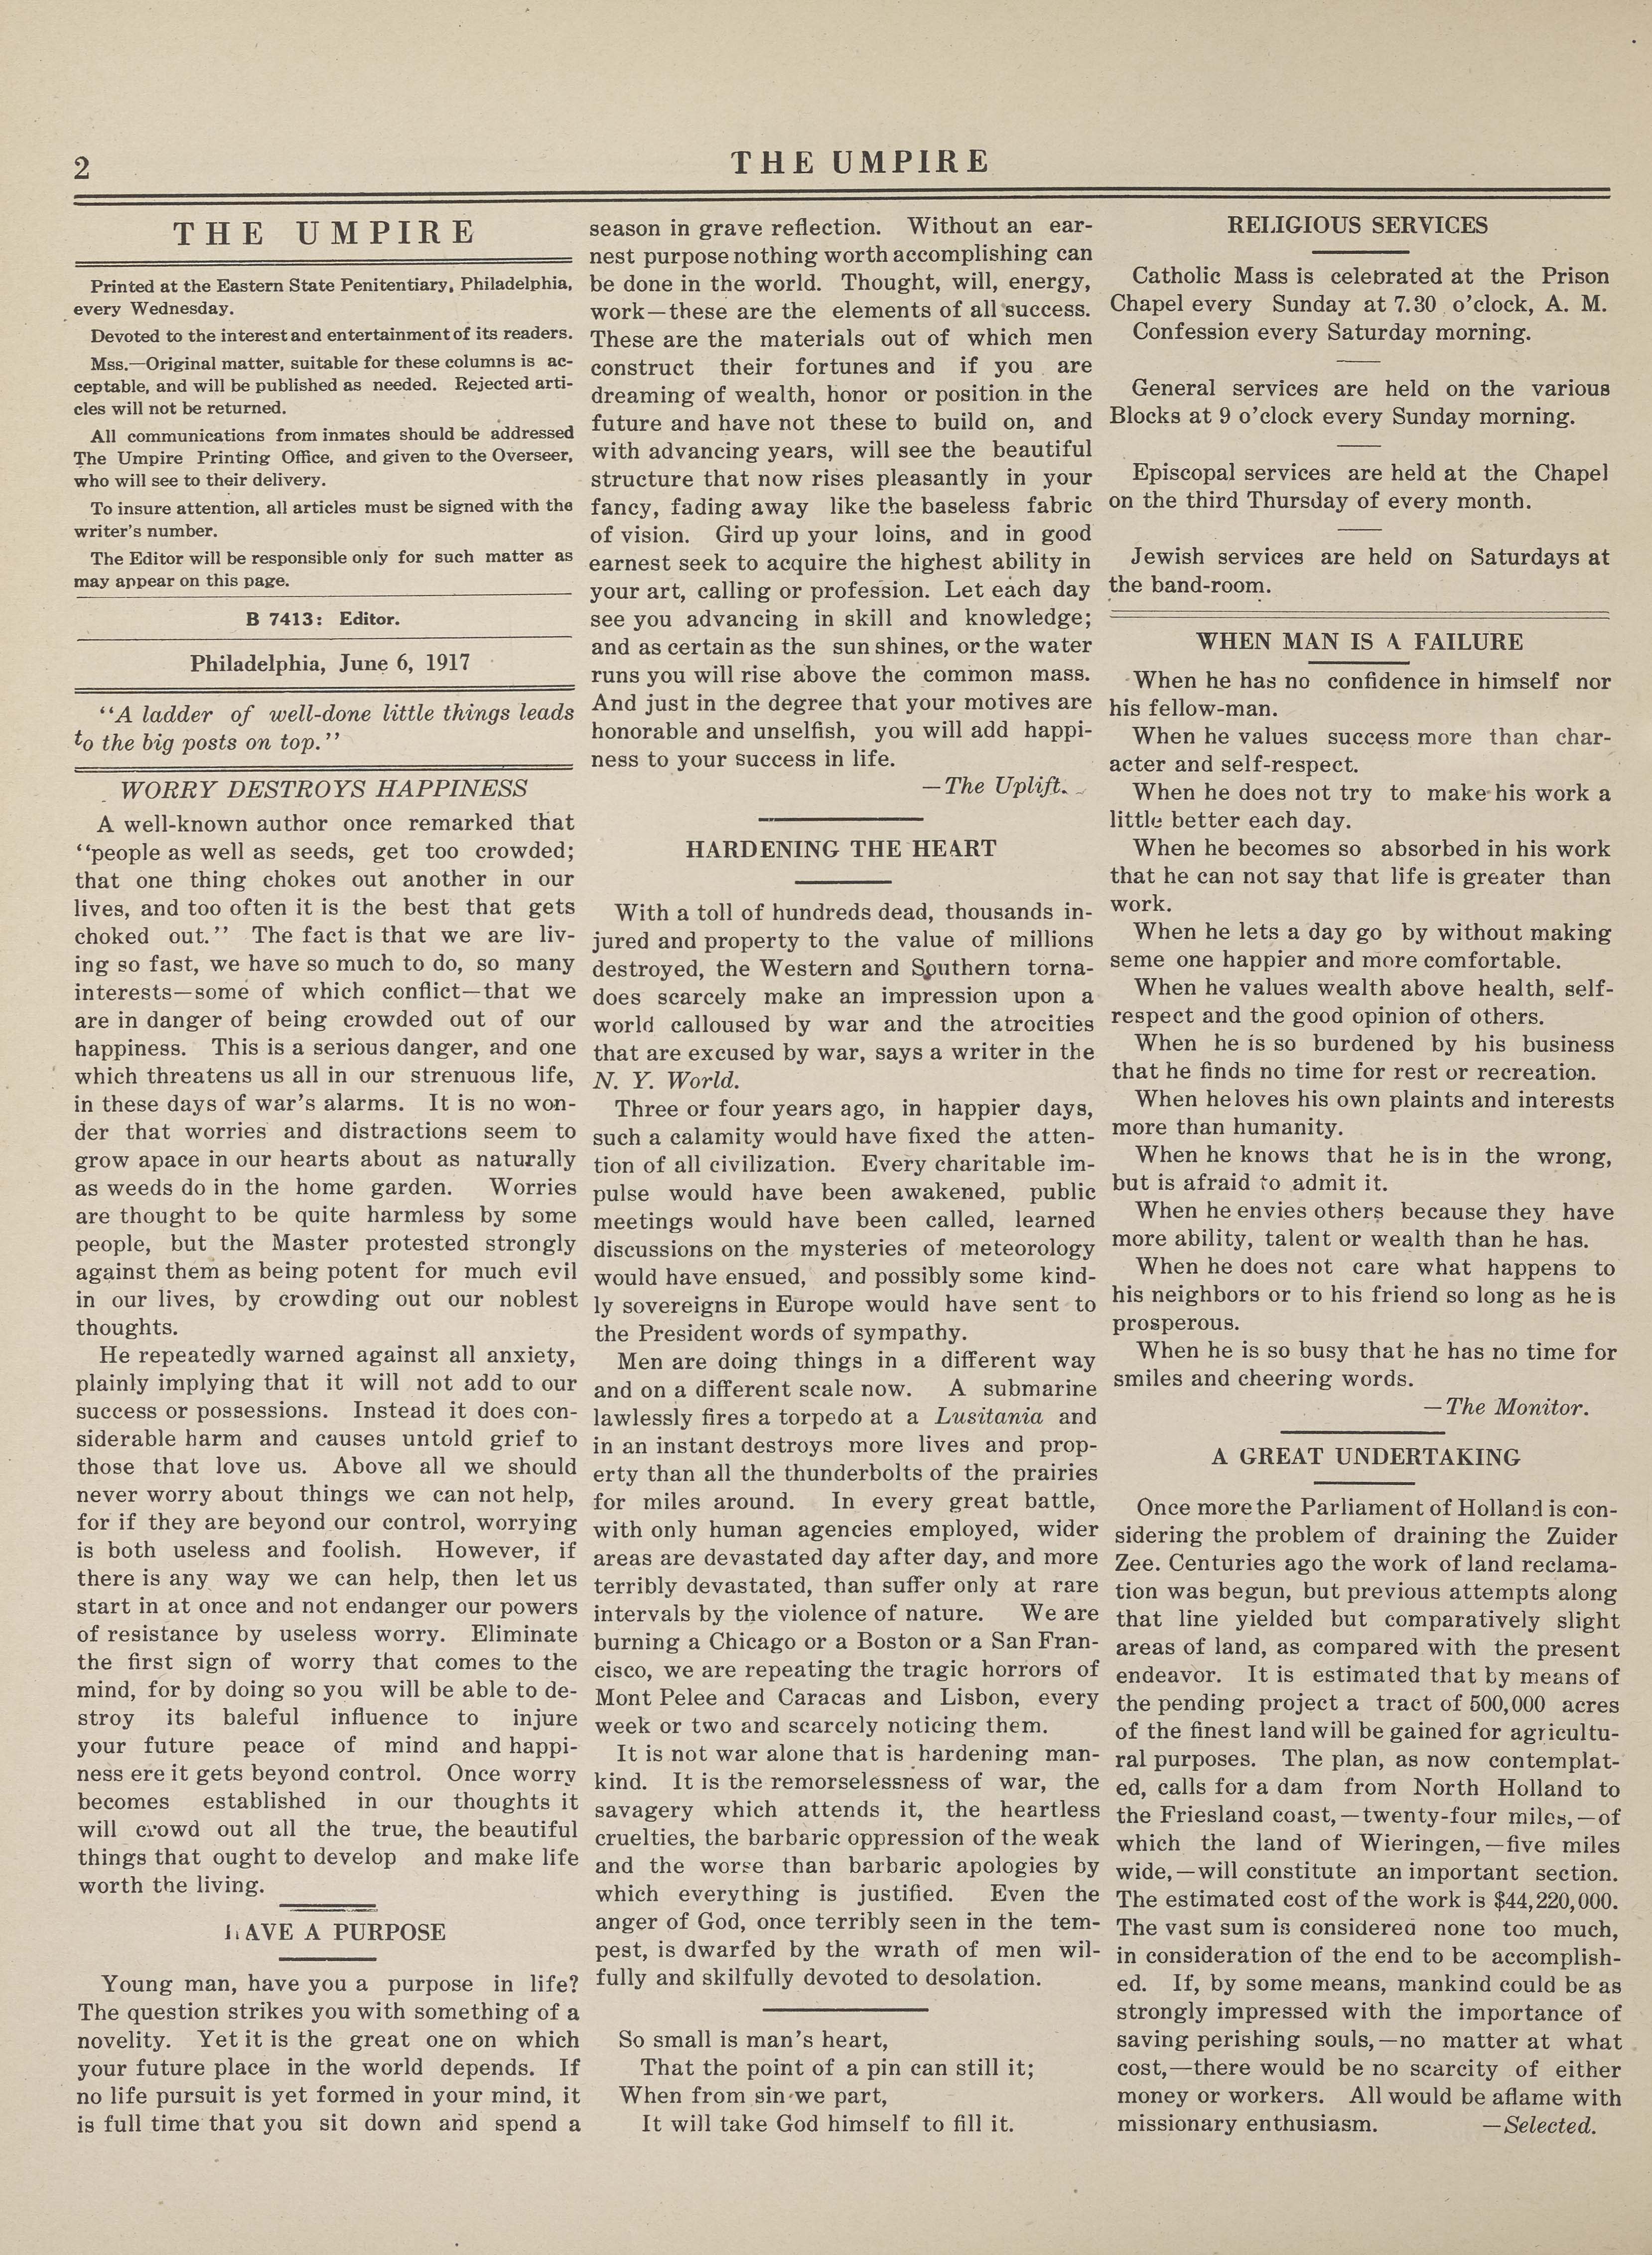 2
THE UMPIRE
THE UMPIRE
Printed at the Eastern State Penitentiary, Philadelphia,
every Wednesday.
Devoted to the interest and entertainment of its readers.
Mss.—Original matter, suitable for these columns is ac-
ceptable, and will be published as needed. Rejected arti-
cles will not be returned.
All communications from inmates should be addressed
The Umpire Printing Office, and given to the Overseer,
who will see to their delivery.
To insure attention, all articles must be signed with the
writer's number.
The Editor will be responsible only for such matter as
may appear on this page.
B 7413: Editor.
Philadelphia, June 6, 1917
"A ladder of well-done little things leads
to the big posts on top."
WORRY DESTROYS HAPPINESS
A well-known author once remarked that
"people as well as seeds, get too crowded;
that one thing chokes out another in our
lives, and too often it is the best that gets
choked out." The fact is that we are liv-
ing so fast, we have so much to do, so many
interests—some of which conflict—that we
are in danger of being crowded out of our
happiness. This is a serious danger, and one
which threatens us all in our strenuous life,
in these days of war's alarms. It is no won-
der that worries and distractions seem to
grow apace in our hearts about as naturally
as weeds do in the home garden. Worries
are thought to be quite harmless by some
people, but the Master protested strongly
against them as being potent for much evil
in our lives, by crowding out our noblest
thoughts.
He repeatedly warned against all anxiety,
plainly implying that it will not add to our
success or possessions. Instead it does con-
siderable harm and causes untold grief to
those that love us. Above all we should
never worry about things we can not help,
for if they are beyond our control, worrying
is both useless and foolish. However, if
there is any way we can help, then let us
start in at once and not endanger our powers
of resistance by useless worry. Eliminate
the first sign of worry that comes to the
mind, for by doing so you will be able to de-
stroy its baleful influence to injure
your future peace of mind and happi-
ness ere it gets beyond control. Once worry
becomes established in our thoughts it
will crowd out all the true, the beautiful
things that ought to develop and make life
worth the living.
HAVE A PURPOSE
Young man, have you a purpose in life?
The question strikes you with something of a
novelity. Yet it is the great one on which
your future place in the world depends. If
no life pursuit is yet formed in your mind, it
is full time that you sit down and spend a
season in grave reflection. Without an ear-
nest purpose nothing worth accomplishing can
be done in the world. Thought, will, energy,
work—these are the elements of all success.
These are the materials out of which men
construct their fortunes and if you are
dreaming of wealth, honor or position in the
future and have not these to build on, and
with advancing years, will see the beautiful
structure that now rises pleasantly in your
fancy, fading away like the baseless fabric
of vision. Gird up your loins, and in good
earnest seek to acquire the highest ability in
your art, calling or profession. Let each day
see you advancing in skill and knowledge;
and as certain as the sun shines, or the water
runs you will rise above the common mass.
And just in the degree that your motives are
honorable and unselfish, you will add happi-
ness to your success in life.
—The Uplift.
HARDENING THE HEART
With a toll of hundreds dead, thousands in-
jured and property to the value of millions
destroyed, the Western and Southern torna-
does scarcely make an impression upon a
world calloused by war and the atrocities
that are excused by war, says a writer in the
N. Y. World.
Three or four years ago, in happier days,
such a calamity would have fixed the atten-
tion of all civilization. Every charitable im-
pulse would have been awakened, public
meetings would have been called, learned
discussions on the mysteries of meteorology
would have ensued, and possibly some kind-
ly sovereigns in Europe would have sent to
the President words of sympathy.
Men are doing things in a different way
and on a different scale now. A submarine
lawlessly fires a torpedo at a Lusitania and
in an instant destroys more lives and prop-
erty than all the thunderbolts of the prairies
for miles around. In every great battle,
with only human agencies employed, wider
areas are devastated day after day, and more
terribly devastated, than suffer only at rare
intervals by the violence of nature. We are
burning a Chicago or a Boston or a San Fran-
cisco, we are repeating the tragic horrors of
Mont Pelee and Caracas and Lisbon, every
week or two and scarcely noticing them.
It is not war alone that is hardening man-
kind. It is the remorselessness of war, the
savagery which attends it, the heartless
cruelties, the barbaric oppression of the weak
and the worse than barbaric apologies by
which everything is justified. Even the
anger of God, once terribly seen in the tem-
pest, is dwarfed by the wrath of men wil-
fully and skilfully devoted to desolation.
So small is man's heart,
That the point of a pin can still it;
When from sin we part,
It will take God himself to fill it.
RELIGIOUS SERVICES
Catholic Mass is celebrated at the Prison
Chapel every Sunday at 7.30 o'clock, A. M.
Confession every Saturday morning.
General services are held on the various
Blocks at 9 o'clock every Sunday morning.
Episcopal services are held at the Chapel
on the third Thursday of every month.
Jewish services are held on Saturdays at
the band-room.
WHEN MAN IS A FAILURE
When he has no confidence in himself nor
his fellow-man.
When he values success more than char-
acter and self-respect.
When he does not try to make his work a
little better each day.
When he becomes so absorbed in his work
that he can not say that life is greater than
work.
When he lets a day go by without making
seme one happier and more comfortable.
When he values wealth above health, self-
respect and the good opinion of others.
When he is so burdened by his business
that he finds no time for rest or recreation.
When heloves his own plaints and interests
more than humanity.
When he knows that he is in the wrong,
but is afraid to admit it.
When he envies others because they have
more ability, talent or wealth than he has.
When he does not care what happens to
his neighbors or to his friend so long as he is
prosperous.
When he is so busy that he has no time for
smiles and cheering words.
—The Monitor.
A GREAT UNDERTAKING
Once more the Parliament of Holland is con-
sidering the problem of draining the Zuider
Zee. Centuries ago the work of land reclama-
tion was begun, but previous attempts along
that line yielded but comparatively slight
areas of land, as compared with the present
endeavor. It is estimated that by means of
the pending project a tract of 500,000 acres
of the finest land will be gained for agricultu-
ral purposes. The plan, as now contemplat-
ed, calls for a dam from North Holland to
the Friesland coast,—twenty-four miles,—of
which the land of Wieringen,—five miles
wide,—will constitute an important section.
The estimated cost of the work is $44,220,000.
The vast sum is considered none too much,
in consideration of the end to be accomplish-
ed. If, by some means, mankind could be as
strongly impressed with the importance of
saving perishing souls,—no matter at what
cost,—there would be no scarcity of either
money or workers. All would be aflame with
missionary enthusiasm. —Selected.